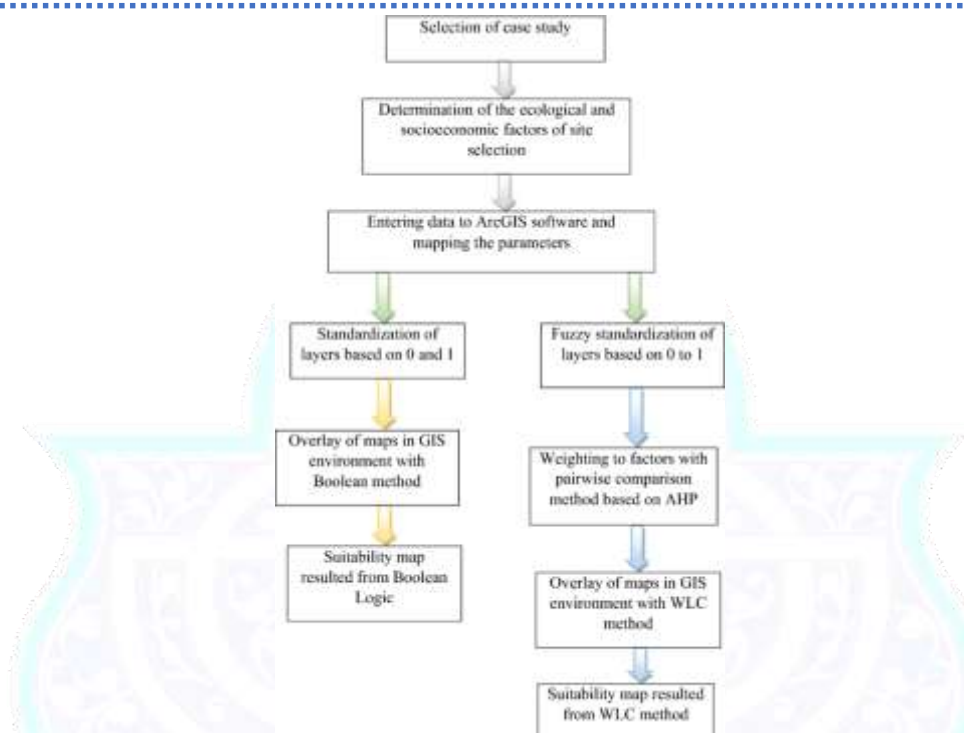 Selection of case study
Determination of the ecological and
socioeconomic factors of site
selection
Entering data to ArcGIS software and
mapping the parameters
Standardization of
layers based on 0 and 1
Overlay of maps in GIS
environment with
Boolean method
Suitability map
resulted from Boolean
Logic
Fuzzy standardization of
layers based on 0 to 1
Weighting to factors with
pairwise comparison
method based on AHP
Overlay of maps in GIS
environment with WLC
method
Suitability map resulted
from WLC method